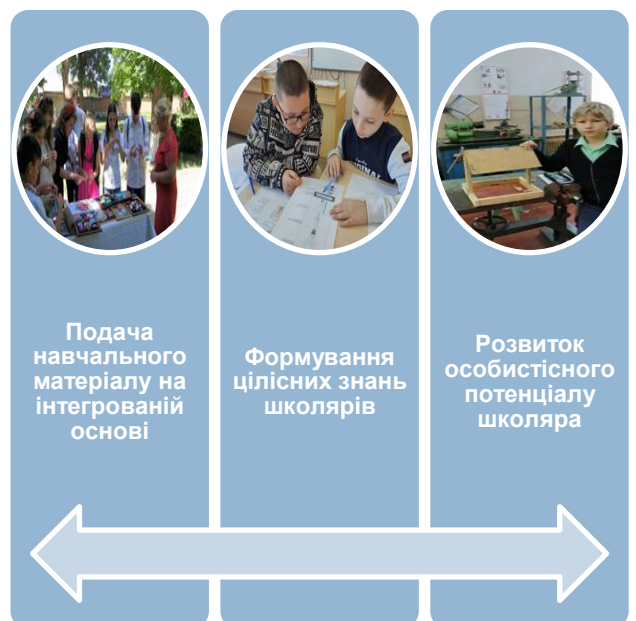 Подача
навчального
матеріалу на
інтегрованій
основі
Формування
цілісних знань
школярів
Розвиток
особистісного
потенціалу
школяра